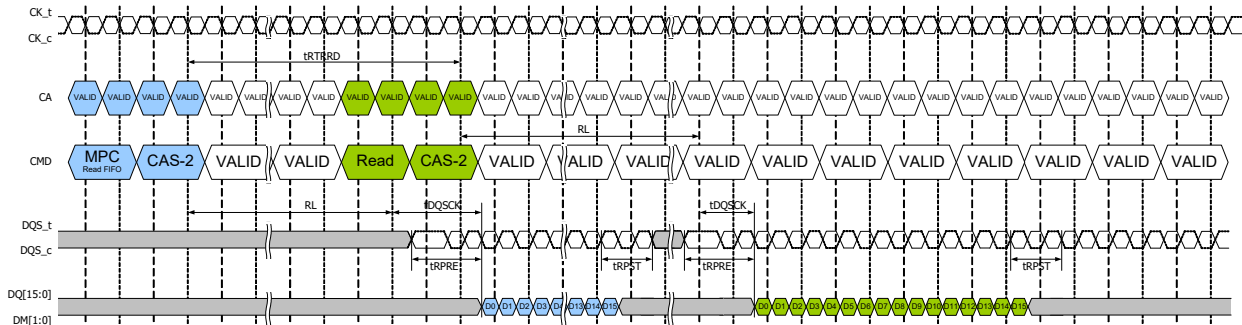 CK_t
CK_c
tRTRRD
CA VALID VALID VALID VALID VALID VALID VALID VALID VALID VALID VALID VALID VALID VALID VALID VALID VALID VALID VALID VALID VALID VALID VALID VALID VALID VALID VALID VALID VALID VALID VALID VALID VALID VALID
RL
CMD MPC CAS-2 VALID VALID Read CAS-2 VALID VALID VALID VALID VALID VALID VALID VALID VALID VALID VALID
Read FIFO
RL tDQSCK tDQSCK
DQS_t
DQS_c
tRPRE tRPST tRPRE tRPST
DQ[15:0] D0 D1 D2 D3 D4 D13 D14 D15 D0 D1 D2 D3 D4 D5 D6 D7 D8 D9 D10 D11 D12 D13 D14 D15
DM[1:0]